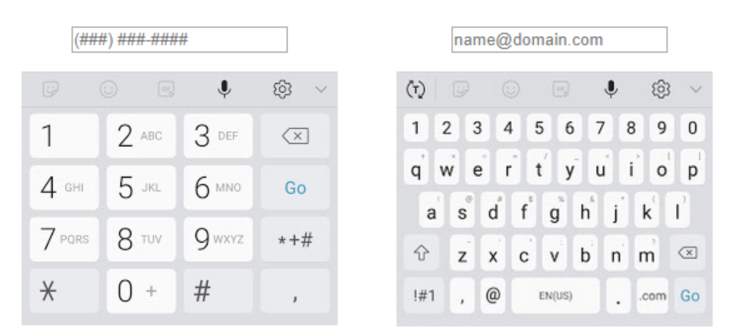 (###) ###-####
1
2 ABC
3 DEF
4 GHI
5 JKL
6 MNO
Go
7 PQRS
8 TUV
9 WXYZ
*+#
*
0 +
#
,
name@domain.com
(T)
1 2 3 4 5 6 7 8 9 0
q w e r t y u i o p
a s d f g h j k l
z x c v b n m
!#1 , @ EN(US) . .com Go